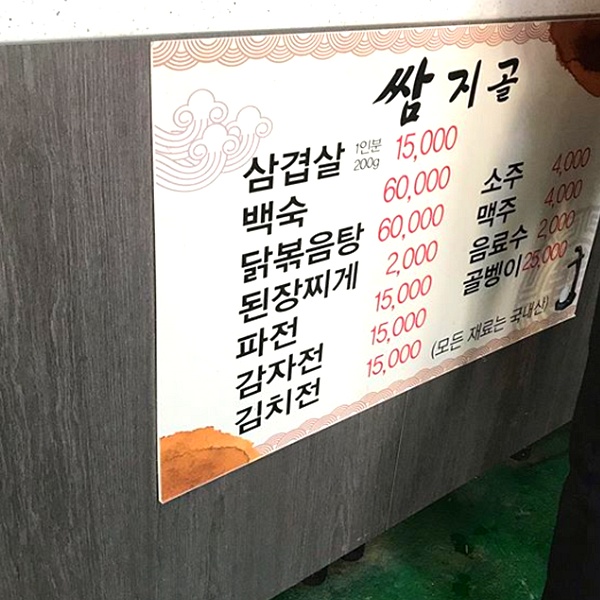 쌈지골
삼겹살 1인분 200g 15,000
백숙 60,000
닭볶음탕 60,000
된장찌게 2,000
파전 15,000
감자전 15,000
김치전 15,000
소주 4,000
맥주 4,000
음료수 2,000
골벵이 25,000
(모든 재료는 국내산)